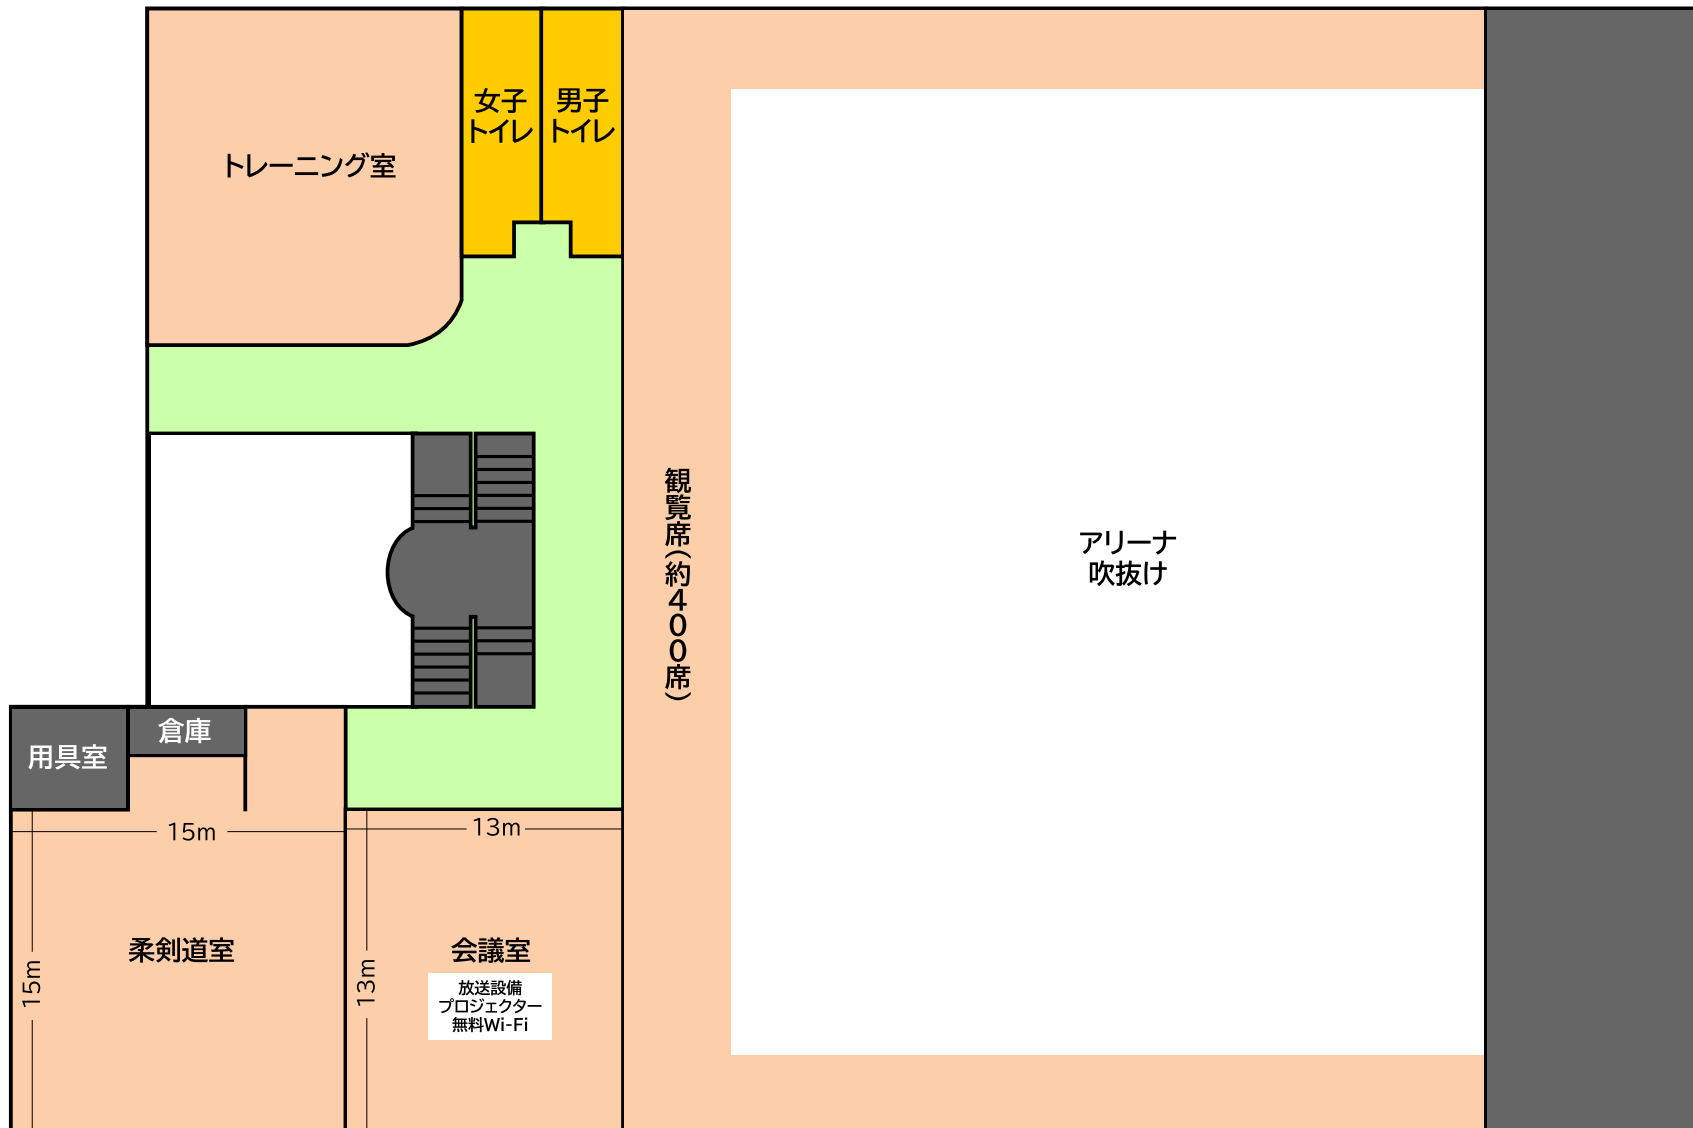 女子
トイレ
男子
トイレ
トレーニング室
観覧席(約400席)
アリーナ
吹抜け
倉庫
用具室
15m
13m
柔剣道室
会議室
15m
13m
放送設備
プロジェクター
無料Wi-Fi